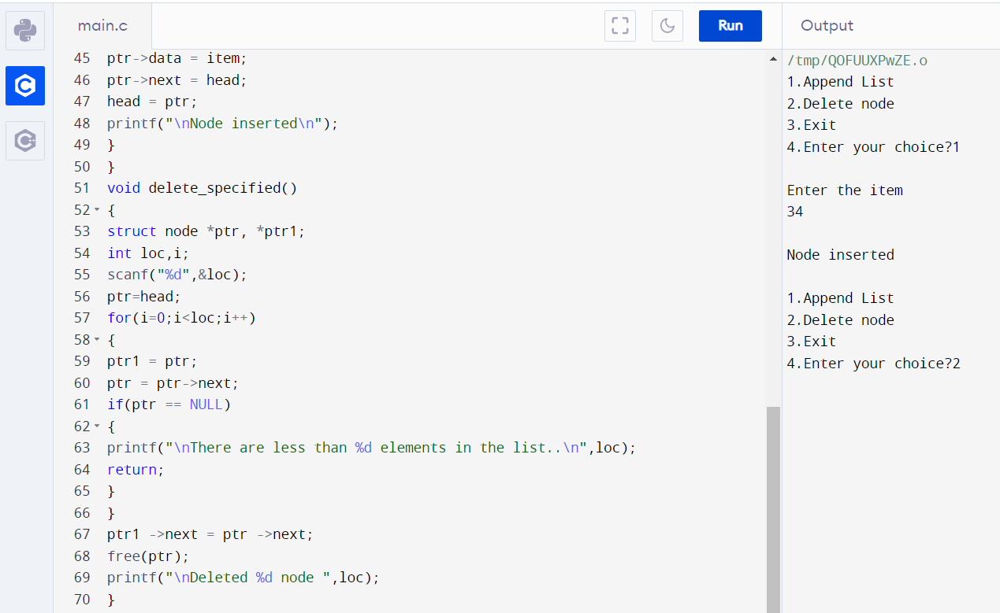 main.c
Run
45 ptr->data = item;
46 ptr->next = head;
47 head = ptr;
48 printf("\nNode inserted\n");
49 }
50 }
51 void delete_specified()
52 {
53 struct node *ptr, *ptr1;
54 int loc,i;
55 scanf("%d",&loc);
56 ptr=head;
57 for(i=0;i<loc;i++)
58 {
59 ptr1 = ptr;
60 ptr = ptr->next;
61 if(ptr == NULL)
62 {
63 printf("\nThere are less than %d elements in the list..\n",loc);
64 return;
65 }
66 }
67 ptr1 ->next = ptr ->next;
68 free(ptr);
69 printf("\nDeleted %d node ",loc);
70 }
Output
/tmp/QOFUUXPwZE.o
1.Append List
2.Delete node
3.Exit
4.Enter your choice?1
Enter the item
34
Node inserted
1.Append List
2.Delete node
3.Exit
4.Enter your choice?2